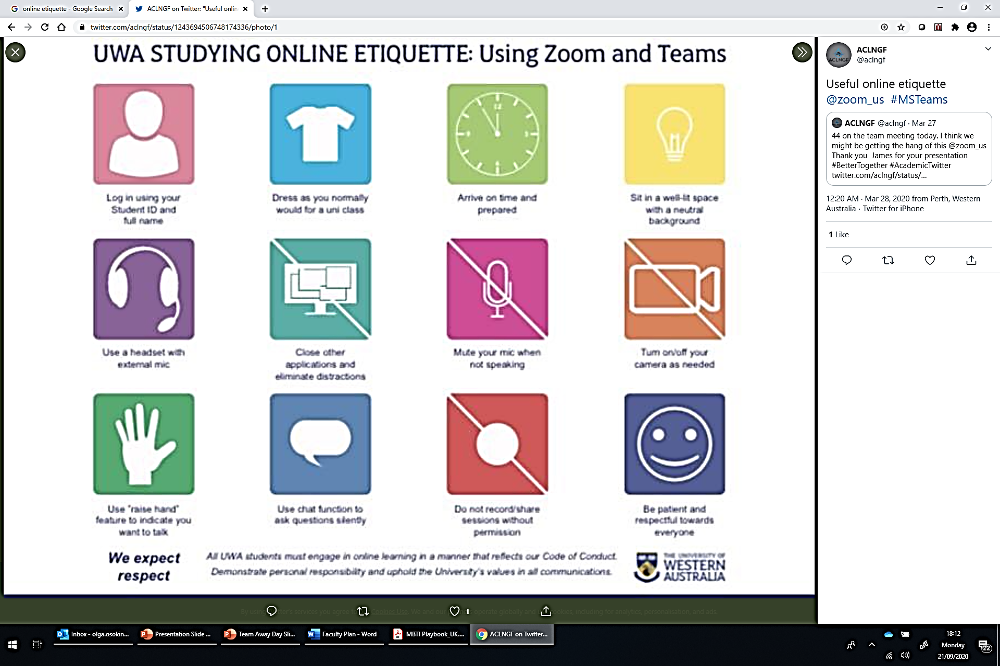 online etiquette - Google Search
ACLNGF on Twitter: "Useful onlin
twitter.com/aclngf/status/1243694506748174336/photo/1
UWA STUDYING ONLINE ETIQUETTE: Using Zoom and Teams
12
3
6
9
Log in using your
Student ID and
full name
Dress as you normally
would for a uni class
Arrive on time and
prepared
Sit in a well-lit space
with a neutral
background
Use a headset with
external mic
Close other
applications and
eliminate distractions
Mute your mic when
not speaking
Turn on/off your
camera as needed
Use "raise hand"
feature to indicate you
want to talk
Use chat function to
ask questions silently
Do not record/share
sessions without
permission
Be patient and
respectful towards
everyone
We expect
respect
All UWA students must engage in online learning in a manner that reflects our Code of Conduct.
Demonstrate personal responsibility and uphold the University's values in all communications.
THE UNIVERSITY OF
WESTERN
AUSTRALIA
ACLNGF
@aclngf
ACLNGF
Useful online etiquette
@zoom_us #MSTeams
ACLNGF @aclngf · Mar 27
44 on the team meeting today. I think we
might be getting the hang of this @zoom_us
Thank you James for your presentation
#BetterTogether #AcademicTwitter
twitter.com/aclngf/status/...
12:20 AM · Mar 28, 2020 from Perth, Western
Australia · Twitter for iPhone
1 Like
By using services you agree Cookies Use. We and our operate globally and including for analytics, personalisation, and ads.
1
Inbox - olga.osokin...
Presentation Slide ...
Team Away Day Sli...
Faculty Plan - Word
MBTI Playbook_UK....
ACLNGF on Twitter...
18:12
Monday
21/09/2020
22